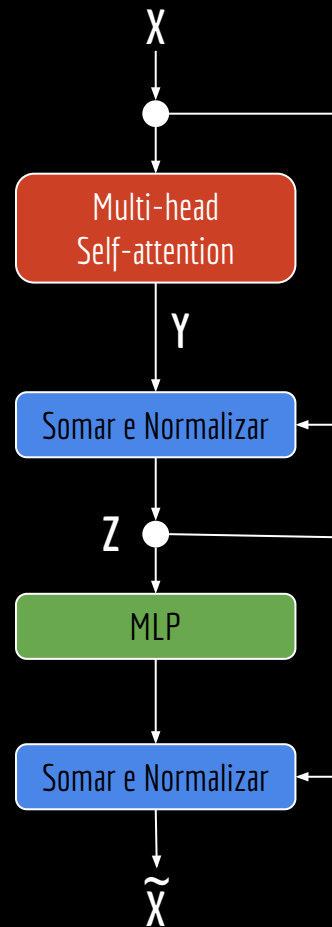 X
Multi-head
Self-attention
Y
Somar e Normalizar
Z
MLP
Somar e Normalizar
X̃